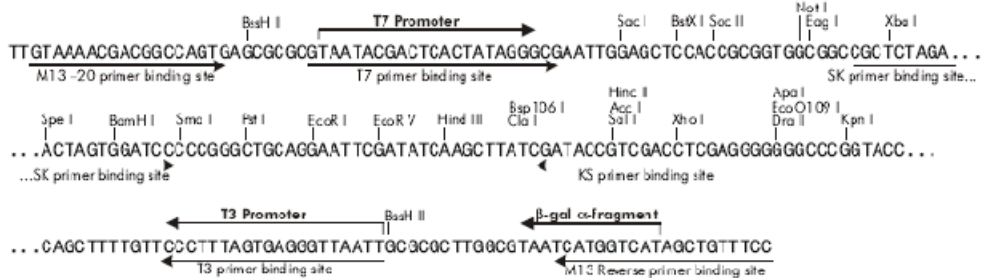 T7 Promoter
BssH II
Sac I BstX I Sac II Not I Eag I Xba I
TTGTAAAACGACGGCCAGTGAGCGCGCGTAATACGACTCACTATAGGGCGAATTGGAGCTCCACCGCGGTGGCGGCCGCTCTAGA...
M13 –20 primer binding site T7 primer binding site SK primer binding site...
Spe I BamH I Sma I Pst I EcoR I EcoR V Hind III Bsp106 I Cla I Hinc II Acc I Sal I Xho I Apa I EcoO109 I Dra II Kpn I
...ACTAGTGGATCCCCCGGGCTGCAGGAATTCGATATCAAGCTTATCGATACCGTCGACCTCGAGGGGGGGCCCGGTACC...
...SK primer binding site KS primer binding site
T3 Promoter BssH II β-gal α-fragment
...CAGCTTTTGTTCCCTTTAGTGAGGGTTAATTGCGCGCTTGGCGTAATCATGGTCATAGCTGTTTCC
T3 primer binding site M13 Reverse primer binding site